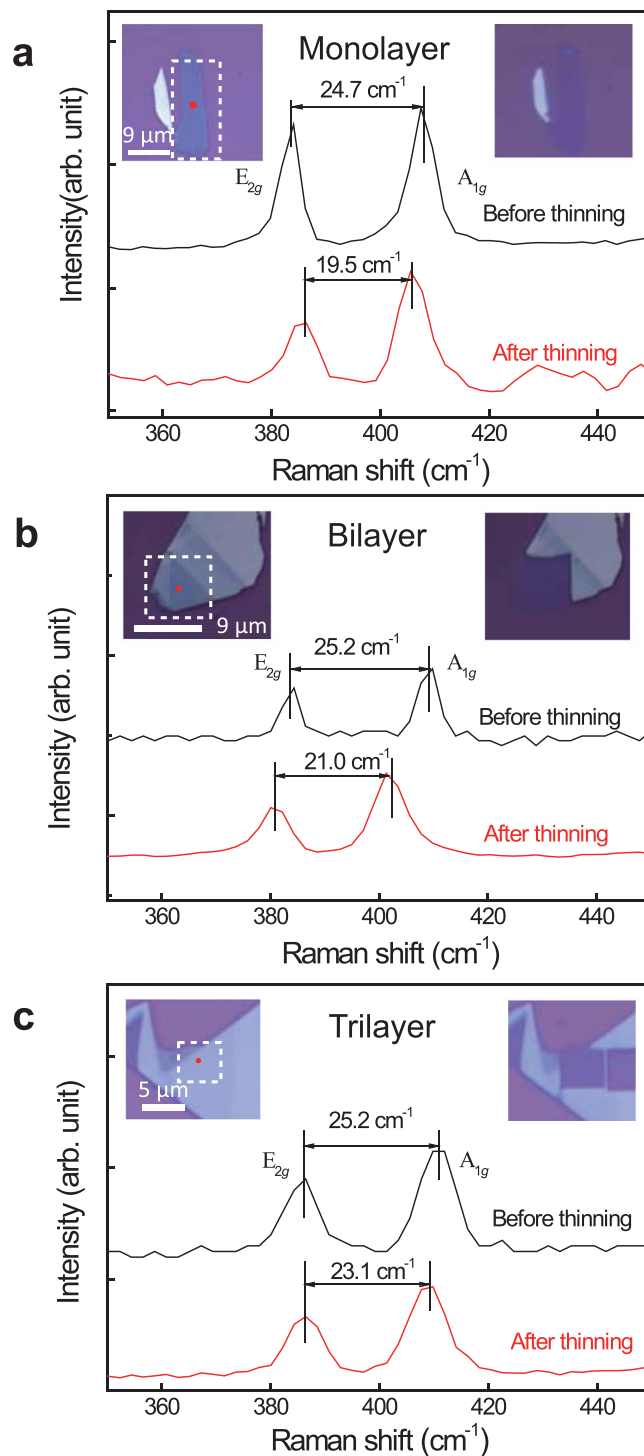 a
Monolayer
24.7 cm⁻¹
9 µm
E2g
A1g
Before thinning
19.5 cm⁻¹
After thinning
Intensity(arb. unit)
360 380 400 420 440
Raman shift (cm⁻¹)
b
Bilayer
9 µm
25.2 cm⁻¹
E2g
A1g
Before thinning
21.0 cm⁻¹
After thinning
Intensity (arb. unit)
360 380 400 420 440
Raman shift (cm⁻¹)
c
Trilayer
5 µm
25.2 cm⁻¹
E2g
A1g
Before thinning
23.1 cm⁻¹
After thinning
Intensity (arb. unit)
360 380 400 420 440
Raman shift (cm⁻¹)